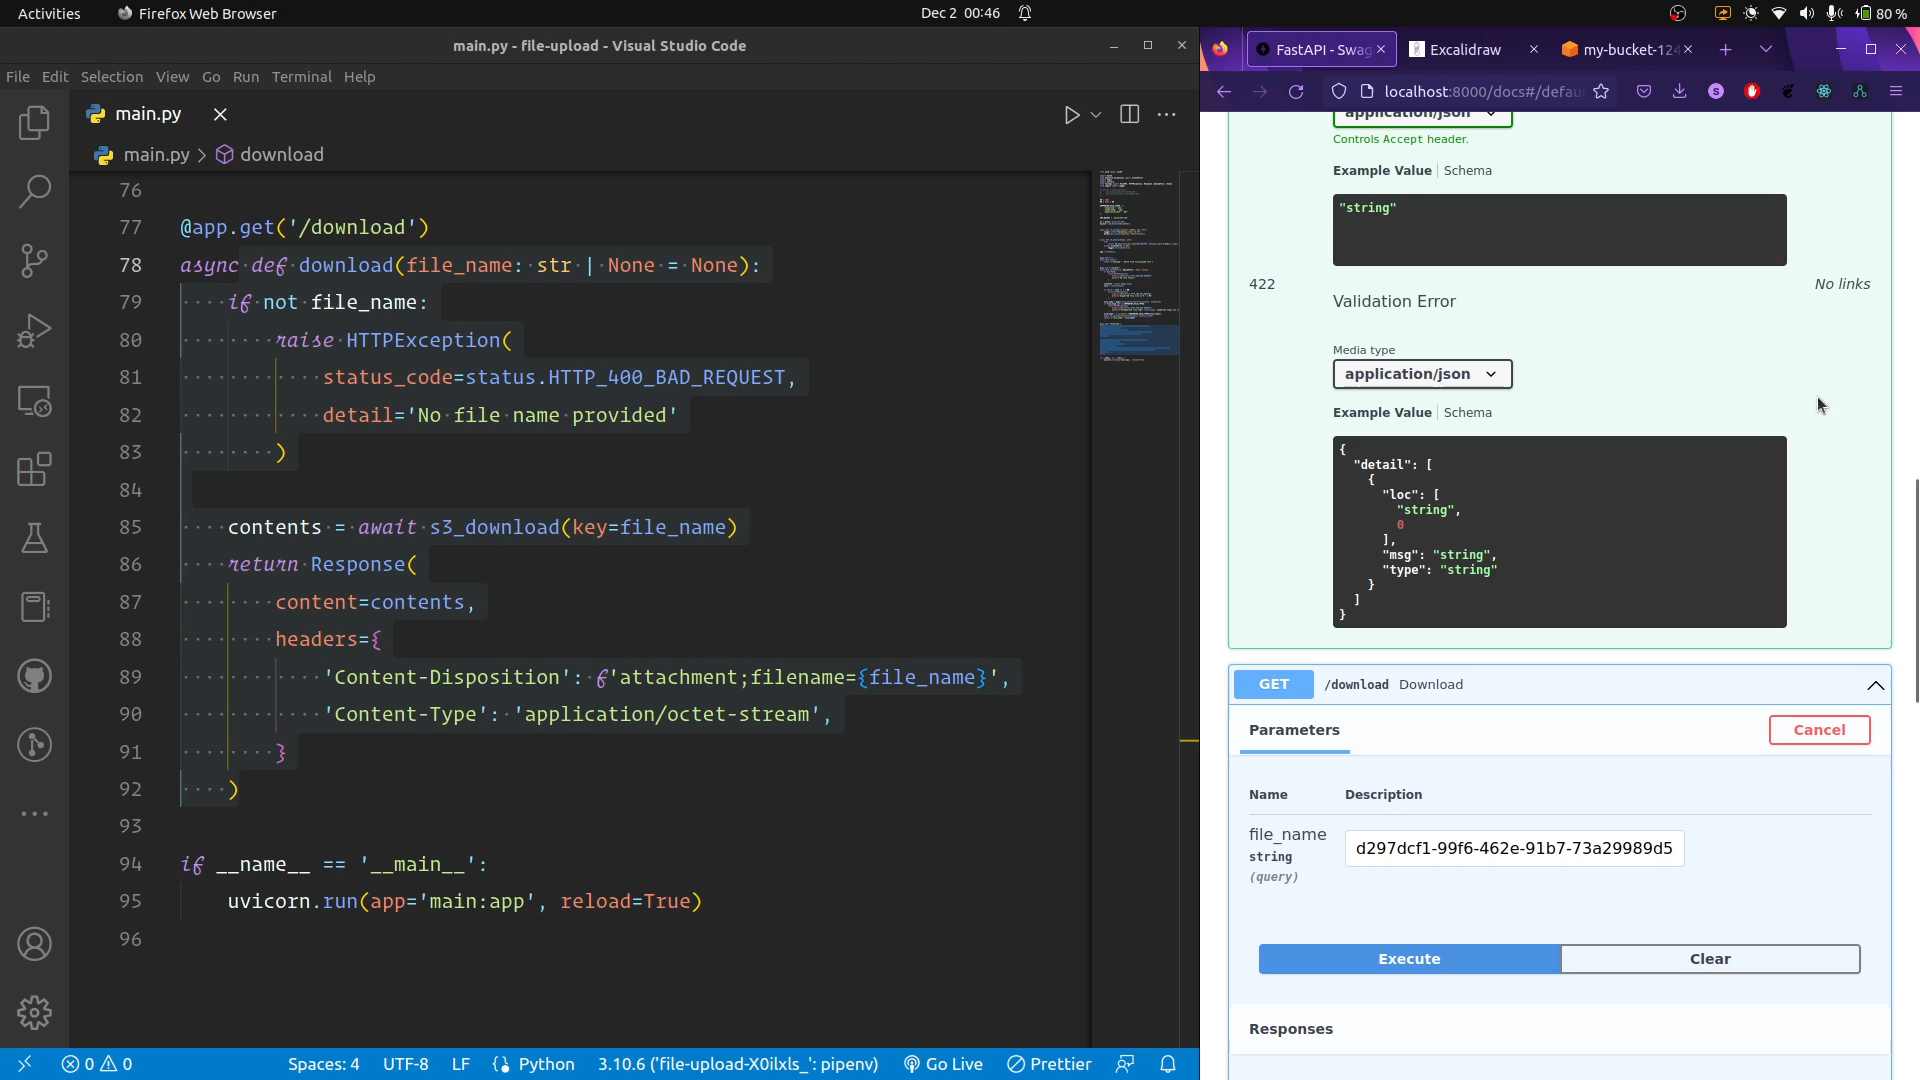 Activities
Firefox Web Browser
Dec 2 00:46
80 %
main.py - file-upload - Visual Studio Code
File Edit Selection View Go Run Terminal Help
main.py
main.py > download
76
77 @app.get('/download')
78 async def download(file_name: str | None = None):
79 if not file_name:
80 raise HTTPException(
81 status_code=status.HTTP_400_BAD_REQUEST,
82 detail='No file name provided'
83 )
84
85 contents = await s3_download(key=file_name)
86 return Response(
87 content=contents,
88 headers={
89 'Content-Disposition': f'attachment;filename={file_name}',
90 'Content-Type': 'application/octet-stream',
91 }
92 )
93
94 if __name__ == '__main__':
95 uvicorn.run(app='main:app', reload=True)
96
0 0
Spaces: 4
UTF-8
LF
Python
3.10.6 ('file-upload-X0ilxls_': pipenv)
Go Live
Prettier
FastAPI - Swag
Excalidraw
my-bucket-124
localhost:8000/docs#/defau
application/json
Controls Accept header.
Example Value Schema
"string"
422
Validation Error
No links
Media type
application/json
Example Value Schema
{
"detail": [
{
"loc": [
"string",
0
],
"msg": "string",
"type": "string"
}
]
}
GET /download Download
Parameters
Cancel
Name Description
file_name
string
(query)
d297dcf1-99f6-462e-91b7-73a29989d5
Execute
Clear
Responses